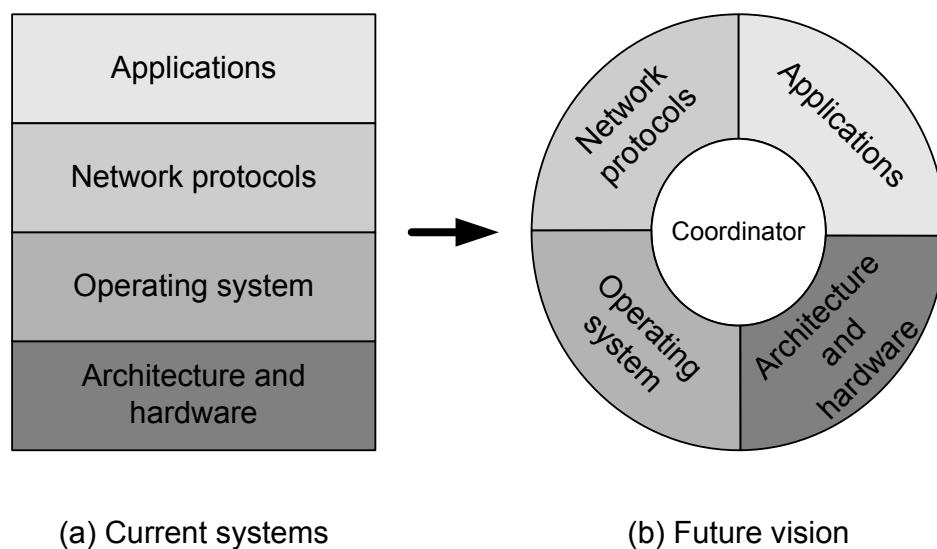 Applications
Network protocols
Operating system
Architecture and
hardware
Network
protocols
Applications
Coordinator
Operating
system
Architecture
and
hardware
(a) Current systems
(b) Future vision